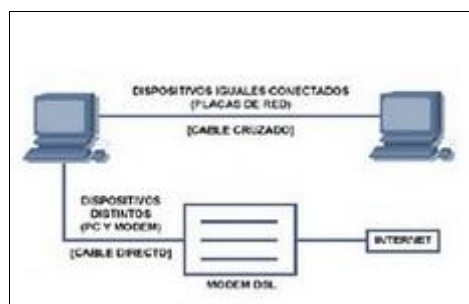 DISPOSITIVOS IGUALES CONECTADOS
(PLACAS DE RED)
[CABLE CRUZADO]
DISPOSITIVOS
DISTINTOS
(PC Y MODEM)
[CABLE DIRECTO]
INTERNET
MODEM DSL